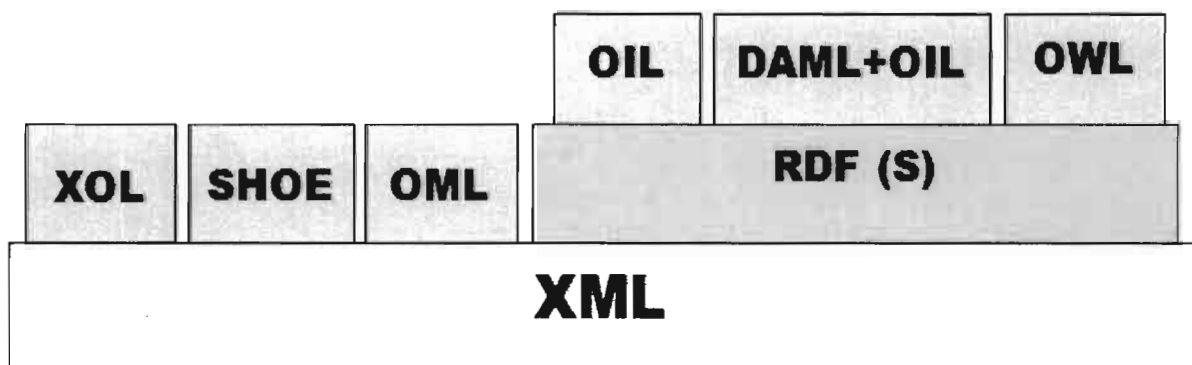 OIL DAML+OIL OWL
XOL SHOE OML RDF (S)
XML